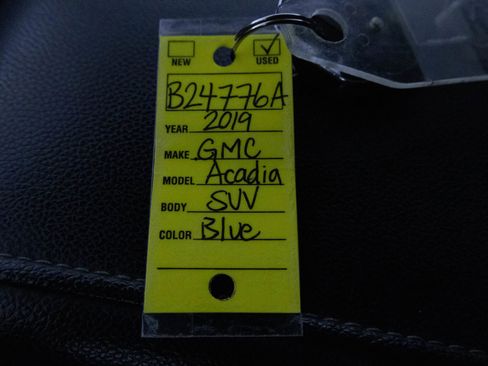 NEW USED
B24776A
YEAR 2019
MAKE GMC
MODEL Acadia
BODY SUV
COLOR Blue